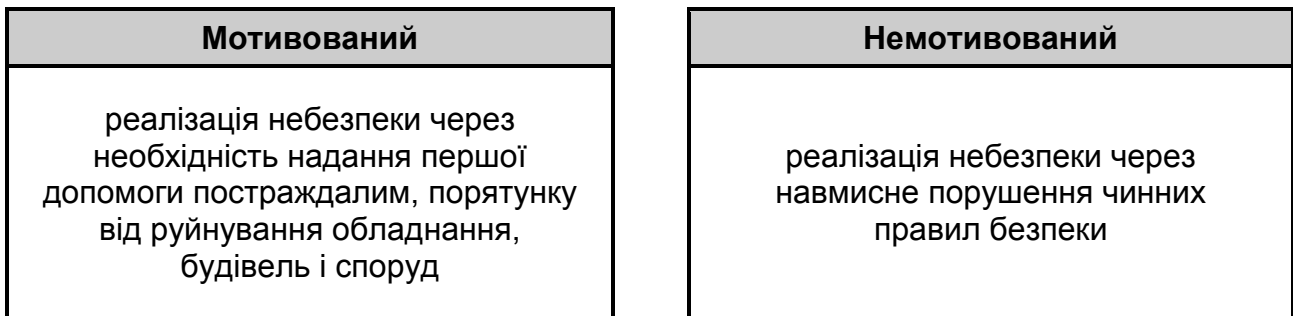 Мотивований
реалізація небезпеки через
необхідність надання першої
допомоги постраждалим, порятунку
від руйнування обладнання,
будівель і споруд
Немотивований
реалізація небезпеки через
навмисне порушення чинних
правил безпеки